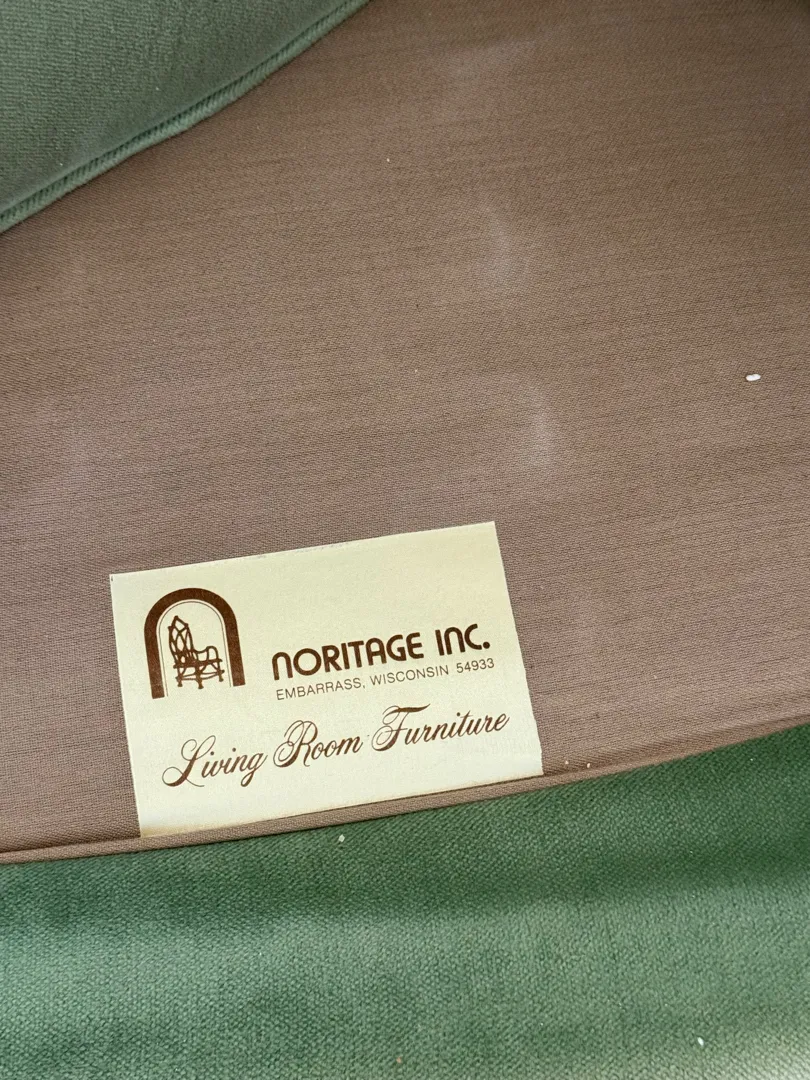 NORITAGE INC.
EMBARRASS, WISCONSIN 54933
Living Room Furniture